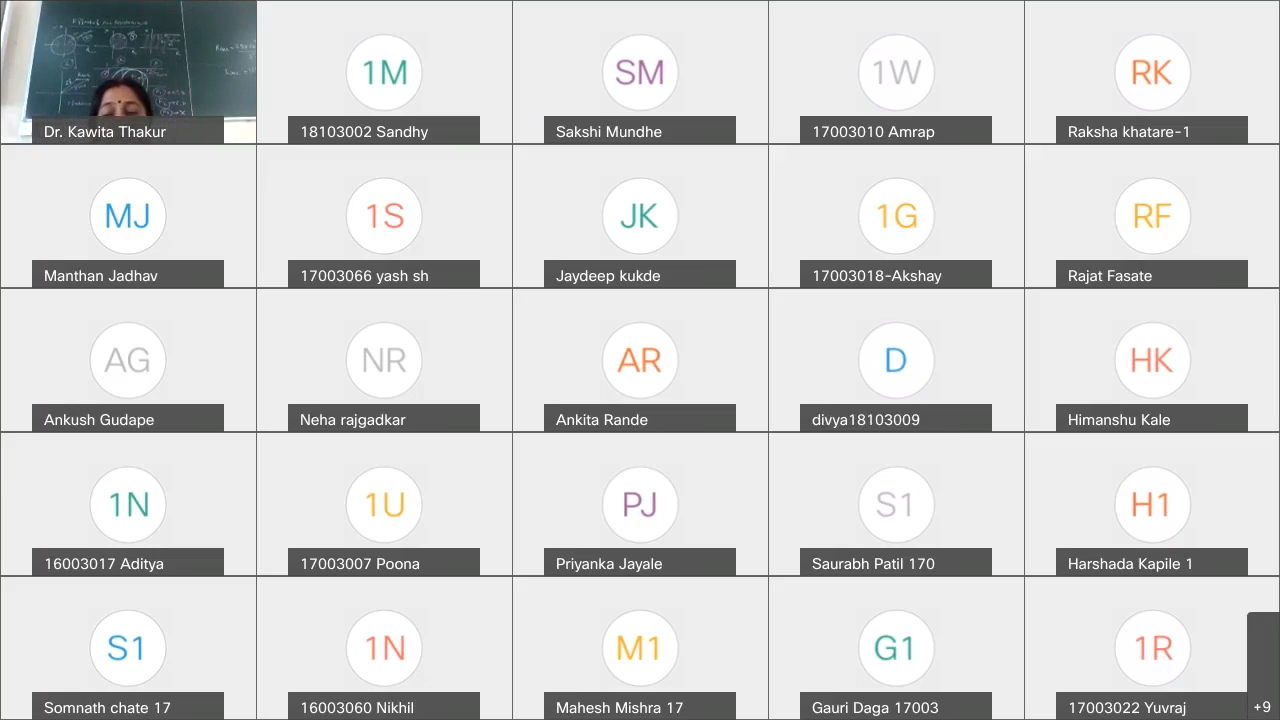 Dr. Kawita Thakur
1M
18103002 Sandhy
SM
Sakshi Mundhe
1W
17003010 Amrap
RK
Raksha khatare-1
MJ
Manthan Jadhav
1S
17003066 yash sh
JK
Jaydeep kukde
1G
17003018-Akshay
RF
Rajat Fasate
AG
Ankush Gudape
NR
Neha rajgadkar
AR
Ankita Rande
D
divya18103009
HK
Himanshu Kale
1N
16003017 Aditya
1U
17003007 Poona
PJ
Priyanka Jayale
S1
Saurabh Patil 170
H1
Harshada Kapile 1
S1
Somnath chate 17
1N
16003060 Nikhil
M1
Mahesh Mishra 17
G1
Gauri Daga 17003
1R
17003022 Yuvraj
+9